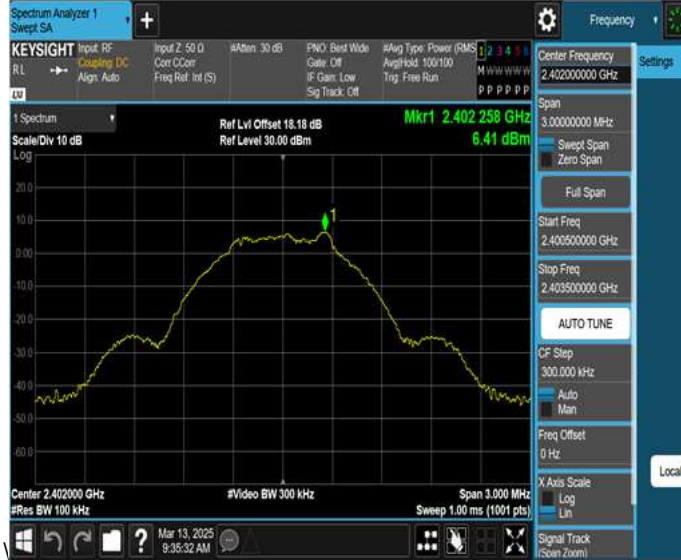 Spectrum Analyzer 1
Swept SA
+
Frequency
KEYSIGHT
RL
LXI
Input: RF
Coupling: DC
Align: Auto
Input Z: 50 Ω
Corr CCorr
Freq Ref: Int (S)
#Atten: 30 dB
PNO: Best Wide
Gate: Off
IF Gain: Low
Sig Track: Off
#Avg Type: Power (RMS
Avg|Hold: 100/100
Trig: Free Run
1 2 3 4 5 6
M W W W W W
P P P P P P
1 Spectrum
Scale/Div 10 dB
Log
Ref Lvl Offset 18.18 dB
Ref Level 30.00 dBm
Mkr1 2.402 258 GHz
6.41 dBm
20.0
10.0
0.00
-10.0
-20.0
-30.0
-40.0
-50.0
-60.0
1
Center 2.402000 GHz
#Res BW 100 kHz
#Video BW 300 kHz
Span 3.000 MHz
Sweep 1.00 ms (1001 pts)
?
Mar 13, 2025
9:35:32 AM
Center Frequency
2.402000000 GHz
Span
3.00000000 MHz
Swept Span
Zero Span
Full Span
Start Freq
2.400500000 GHz
Stop Freq
2.403500000 GHz
AUTO TUNE
CF Step
300.000 kHz
Auto
Man
Freq Offset
0 Hz
X Axis Scale
Log
Lin
Signal Track
(Span Zoom)
Settings
Local
\